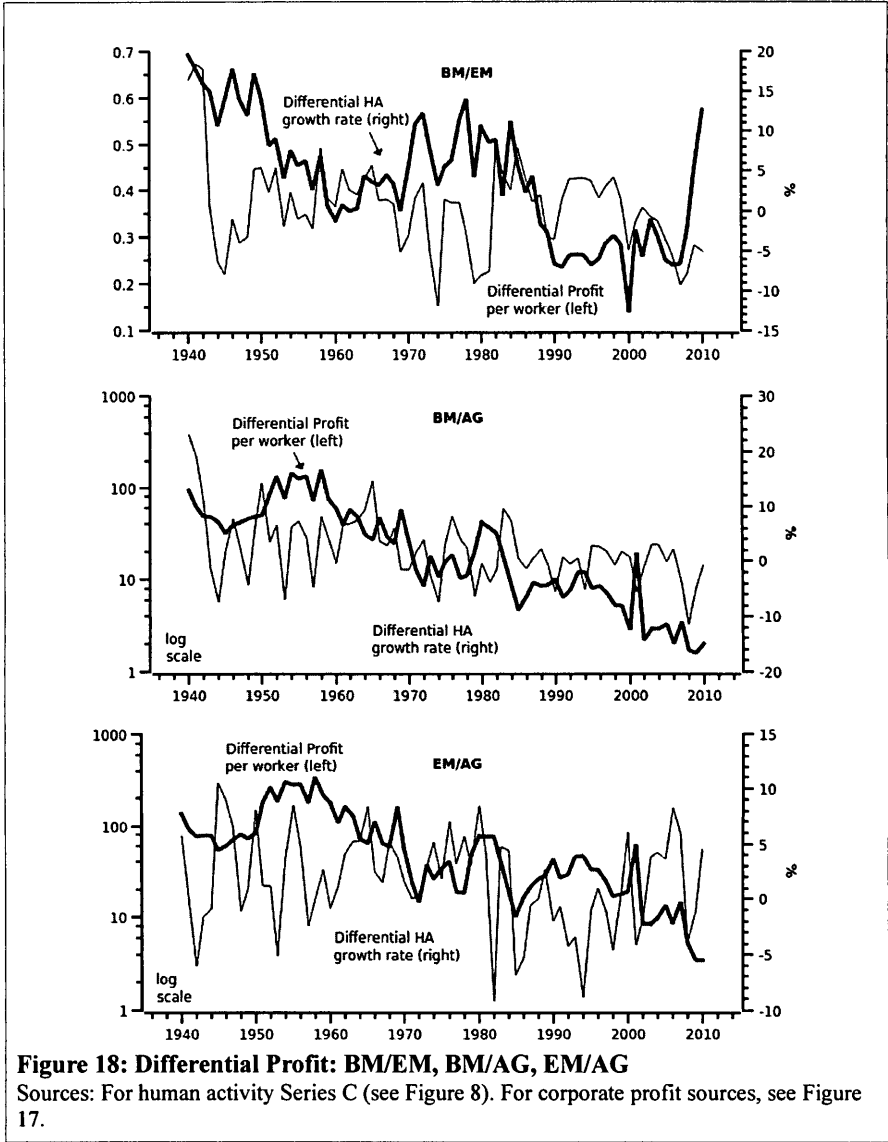 BM/EM
0.7
0.6
0.5
0.4
0.3
0.2
0.1
20
15
10
5
0
-5
-10
-15
%
Differential HA
growth rate (right)
Differential Profit
per worker (left)
1940 1950 1960 1970 1980 1990 2000 2010
BM/AG
1000
100
10
1
30
20
10
0
-10
-20
%
Differential Profit
per worker (left)
Differential HA
growth rate (right)
log
scale
1940 1950 1960 1970 1980 1990 2000 2010
EM/AG
1000
100
10
1
15
10
5
0
-5
-10
%
Differential Profit
per worker (left)
Differential HA
growth rate (right)
log
scale
1940 1950 1960 1970 1980 1990 2000 2010
Figure 18: Differential Profit: BM/EM, BM/AG, EM/AG
Sources: For human activity Series C (see Figure 8). For corporate profit sources, see Figure
17.